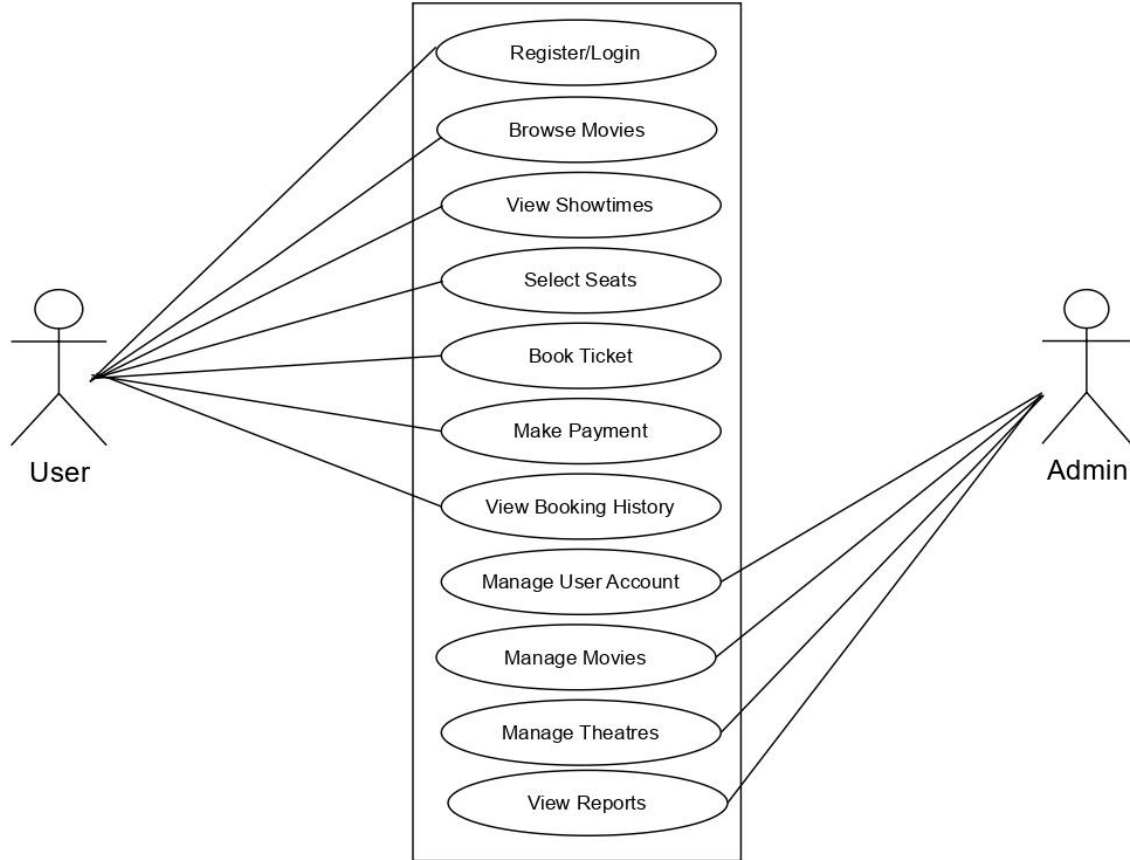 Register/Login
Browse Movies
View Showtimes
Select Seats
Book Ticket
Make Payment
View Booking History
Manage User Account
Manage Movies
Manage Theatres
View Reports
User
Admin